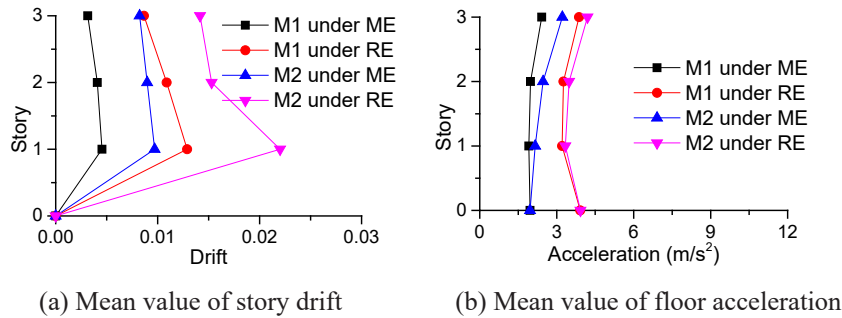 3
2
1
0
Story
0.00 0.01 0.02 0.03
Drift
M1 under ME
M1 under RE
M2 under ME
M2 under RE
(a) Mean value of story drift
3
2
1
0
Story
0 3 6 9 12
Acceleration (m/s²)
M1 under ME
M1 under RE
M2 under ME
M2 under RE
(b) Mean value of floor acceleration